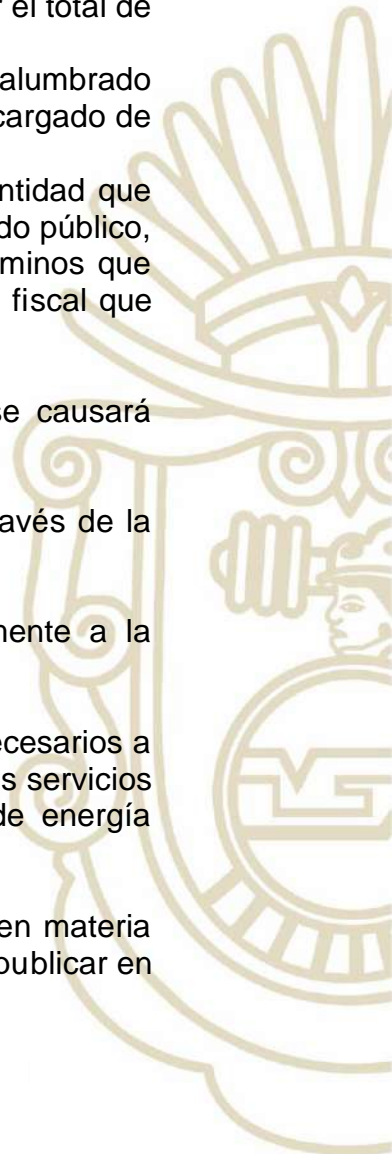 el total de
alumbrado
cargado de
ntidad que
do público,
minos que
fiscal que
se causará
avés de la
nente a la
ecesarios a
s servicios
de energía
en materia
publicar en